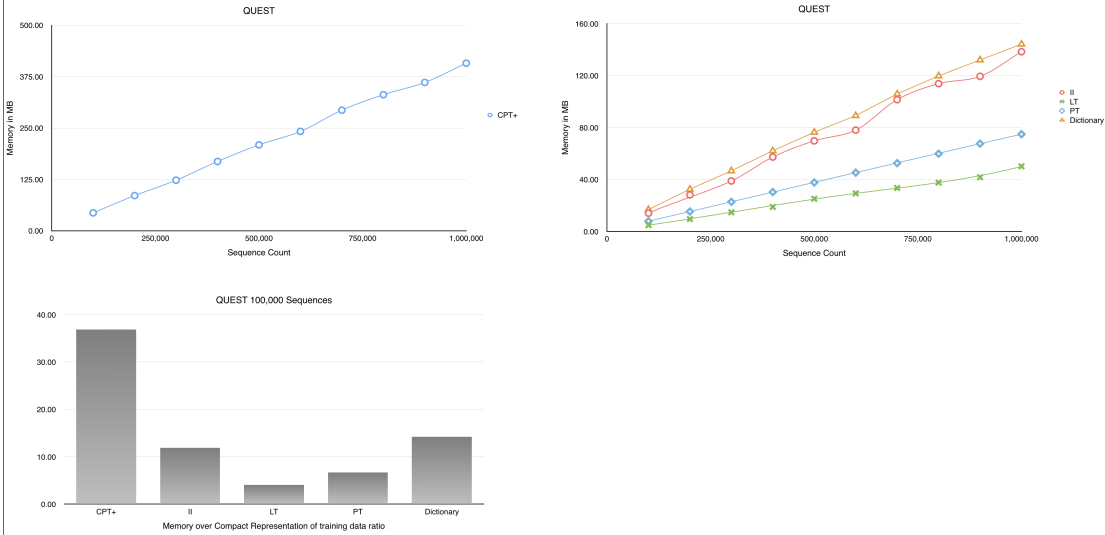 QUEST
500.00
375.00
250.00
125.00
0.00
Memory in MB
0
250,000
500,000
750,000
1,000,000
Sequence Count
CPT+
QUEST
160.00
120.00
80.00
40.00
0.00
Memory in MB
0
250,000
500,000
750,000
1,000,000
Sequence Count
II
LT
PT
Dictionary
QUEST 100,000 Sequences
40.00
30.00
20.00
10.00
0.00
CPT+
II
LT
PT
Dictionary
Memory over Compact Representation of training data ratio